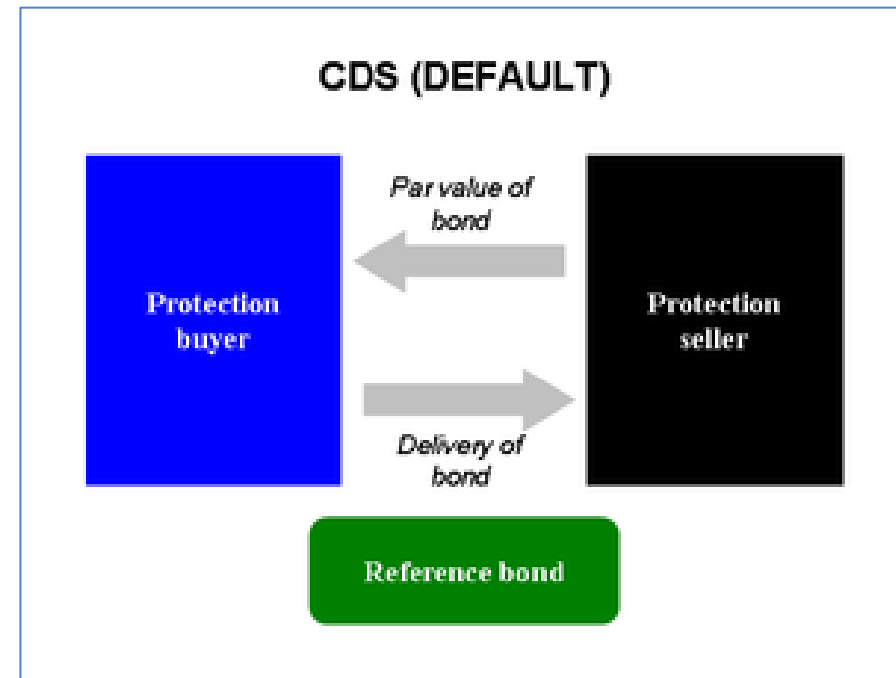 CDS (DEFAULT)
Par value of
bond
Protection
buyer
Protection
seller
Delivery of
bond
Reference bond